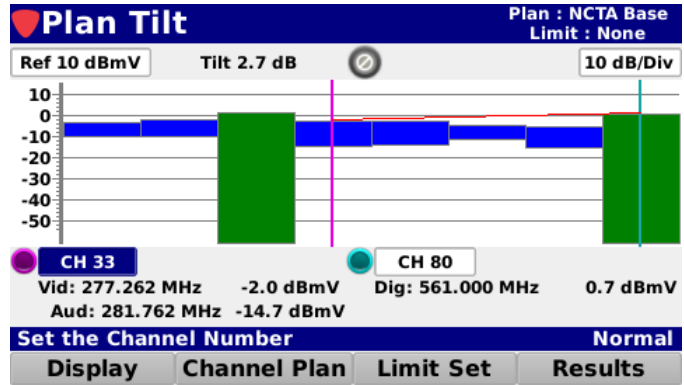 Plan Tilt
Plan : NCTA Base
Limit : None
Ref 10 dBmV
Tilt 2.7 dB
10 dB/Div
10
0
-10
-20
-30
-40
-50
CH 33
CH 80
Vid: 277.262 MHz -2.0 dBmV
Dig: 561.000 MHz 0.7 dBmV
Aud: 281.762 MHz -14.7 dBmV
Set the Channel Number
Normal
Display
Channel Plan
Limit Set
Results